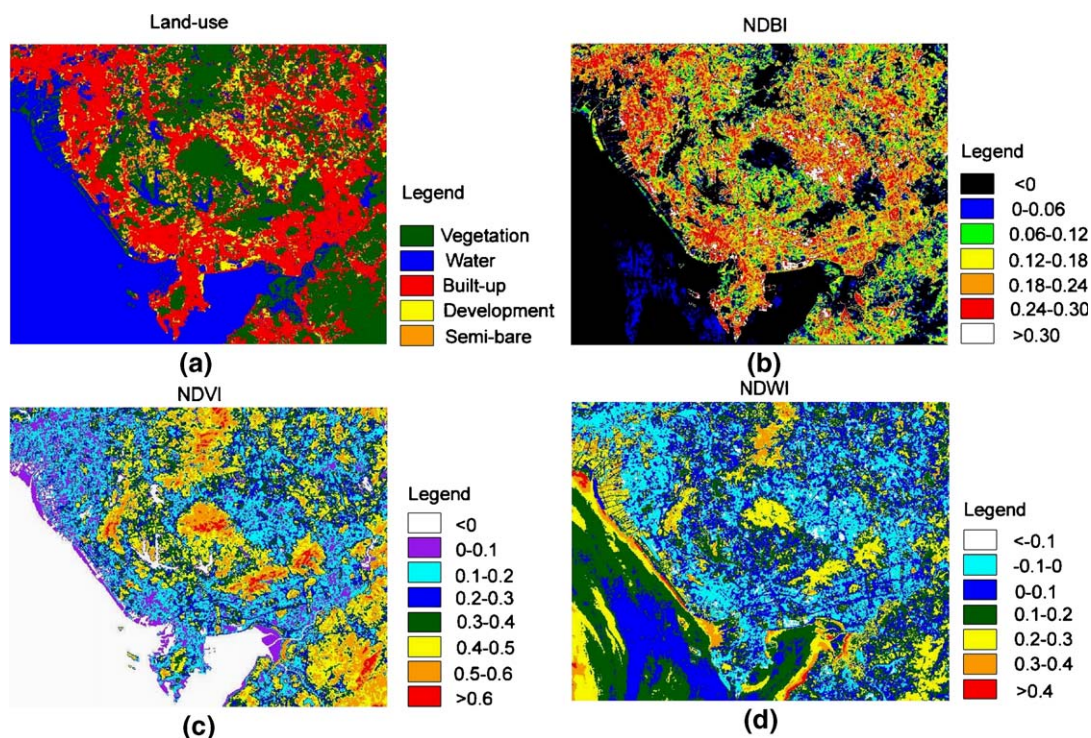 Land-use
Legend
Vegetation
Water
Built-up
Development
Semi-bare
(a)
NDBI
Legend
<0
0-0.06
0.06-0.12
0.12-0.18
0.18-0.24
0.24-0.30
>0.30
(b)
NDVI
Legend
<0
0-0.1
0.1-0.2
0.2-0.3
0.3-0.4
0.4-0.5
0.5-0.6
>0.6
(c)
NDWI
Legend
<-0.1
-0.1-0
0-0.1
0.1-0.2
0.2-0.3
0.3-0.4
>0.4
(d)